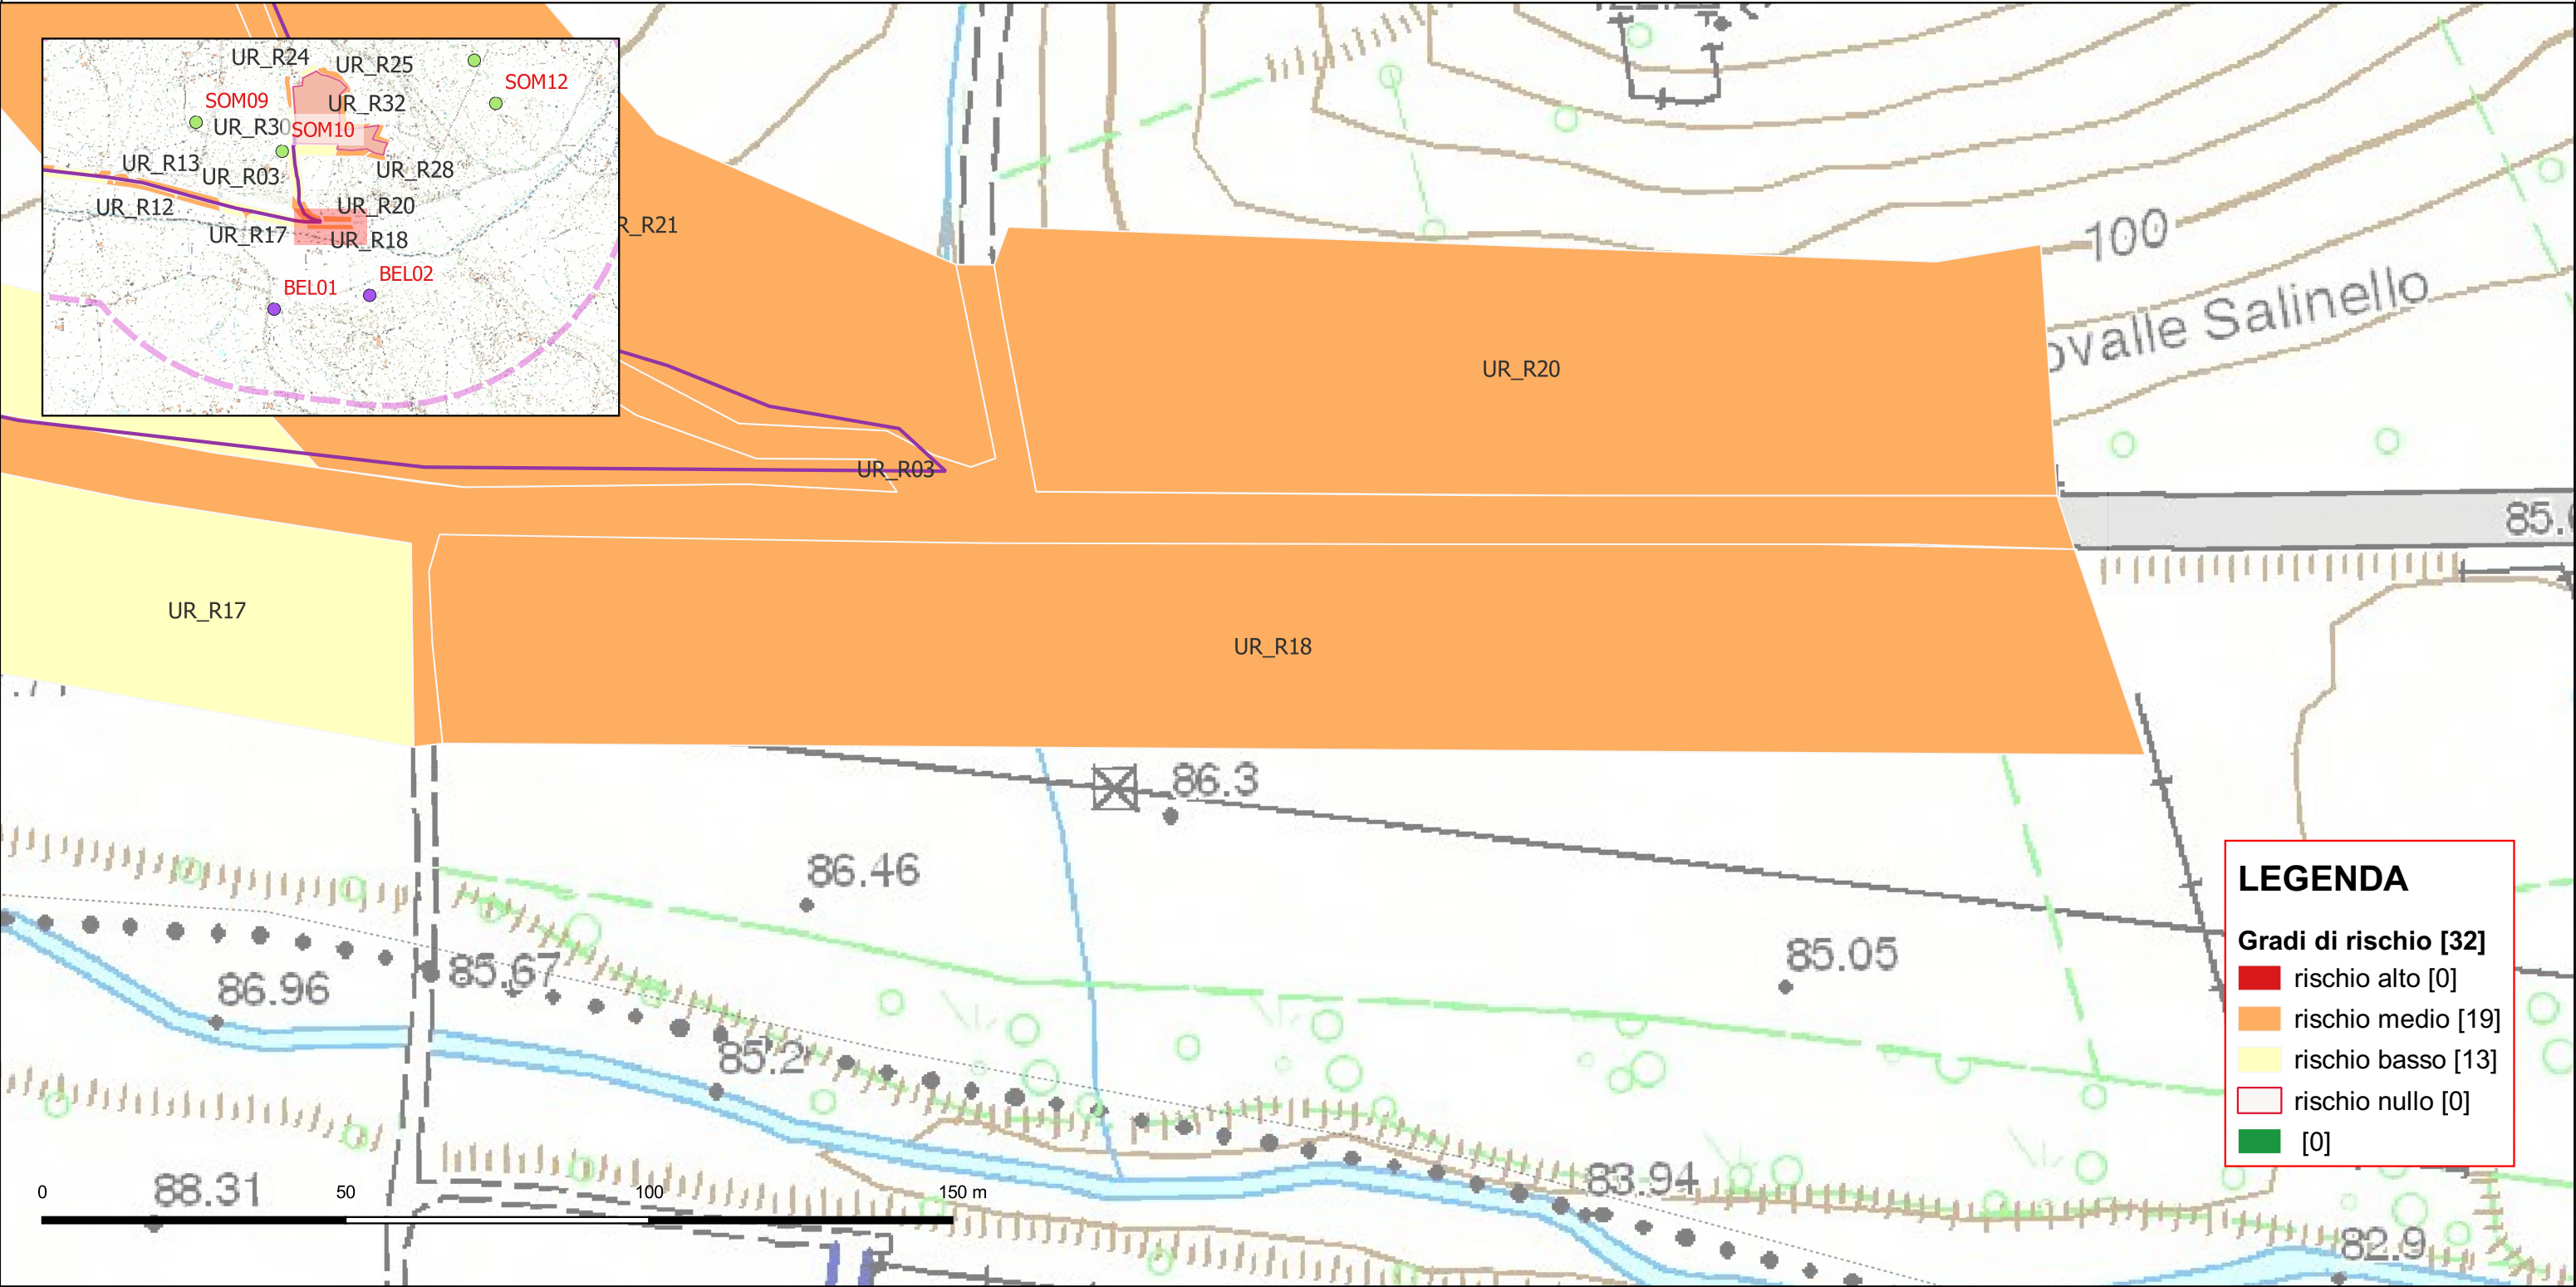 UR_R24
UR_R25
SOM12
SOM09
UR_R32
UR_R30
SOM10
UR_R13
UR_R03
UR_R28
UR_R12
UR_R20
UR_R17
UR_R18
BEL02
BEL01
R_R21
100
ovalle Salinello
UR_R20
UR_R03
85.
UR_R17
UR_R18
86.3
86.46
85.05
85.67
86.96
85.2
83.94
88.31
82.9
0 50 100 150 m
LEGENDA
Gradi di rischio [32]
rischio alto [0]
rischio medio [19]
rischio basso [13]
rischio nullo [0]
[0]